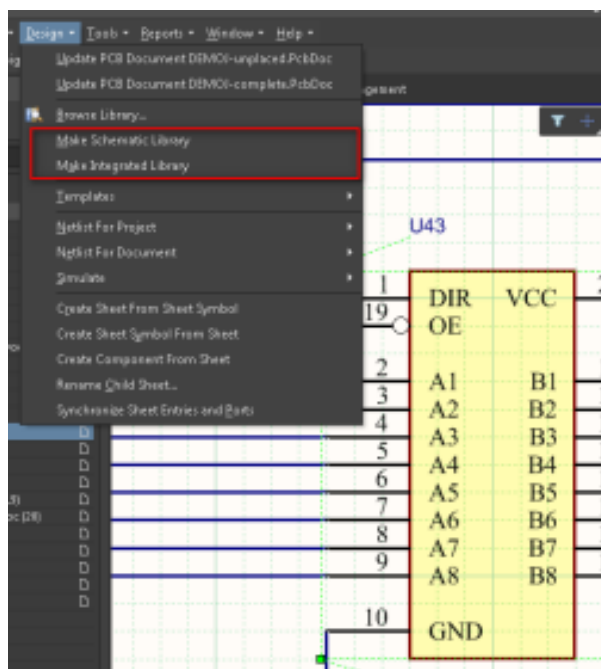 Design Tools Reports Window Help
Update PCB Document DEMO1-unplaced.PcbDoc
Update PCB Document DEMO1-complete.PcbDoc
agement
Browse Library...
Make Schematic Library
Make Integrated Library
Templates
Netlist For Project
Netlist For Document
Simulate
Create Sheet From Sheet Symbol
Create Sheet Symbol From Sheet
Create Component From Sheet
Rename Child Sheet...
Synchronize Sheet Entries and Ports
U43
1 DIR VCC
19 OE
2 A1 B1
3 A2 B2
4 A3 B3
5 A4 B4
6 A5 B5
7 A6 B6
8 A7 B7
9 A8 B8
10 GND
oc (28)